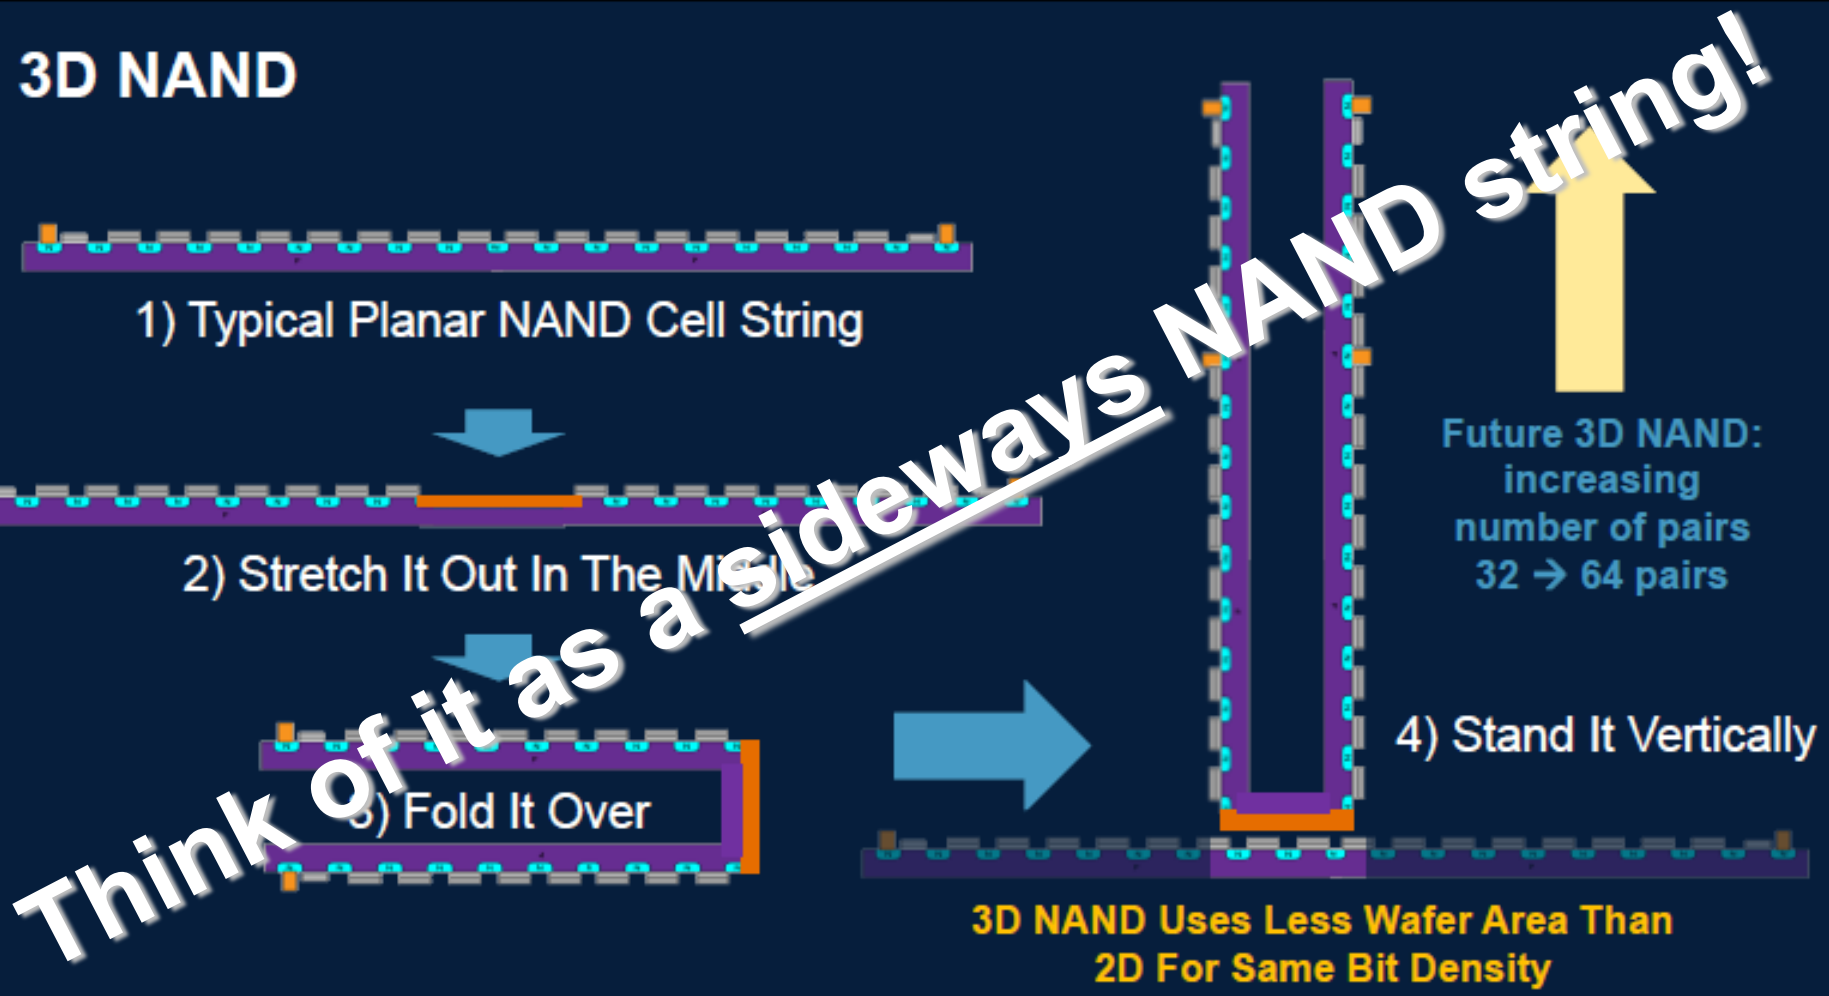 3D NAND
1) Typical Planar NAND Cell String
2) Stretch It Out In The Middle
3) Fold It Over
4) Stand It Vertically
Future 3D NAND:
increasing
number of pairs
32 → 64 pairs
3D NAND Uses Less Wafer Area Than
2D For Same Bit Density
Think of it as a sideways NAND string!